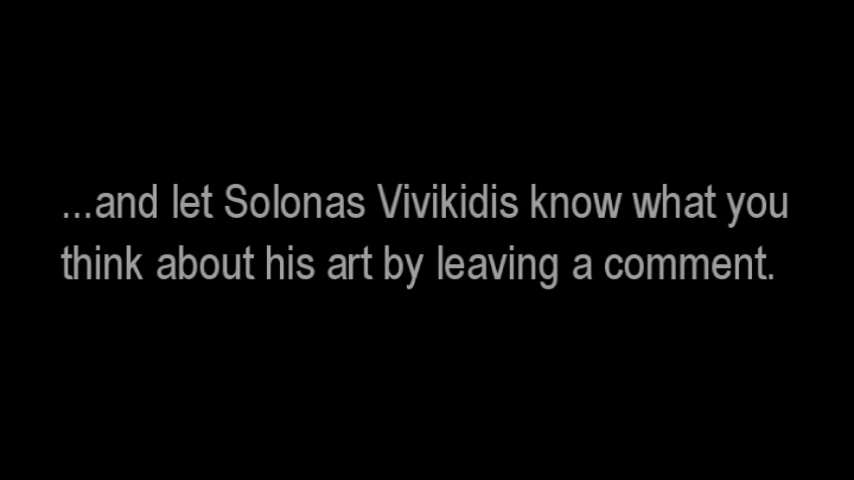 ...and let Solonas Vivikidis know what you
think about his art by leaving a comment.